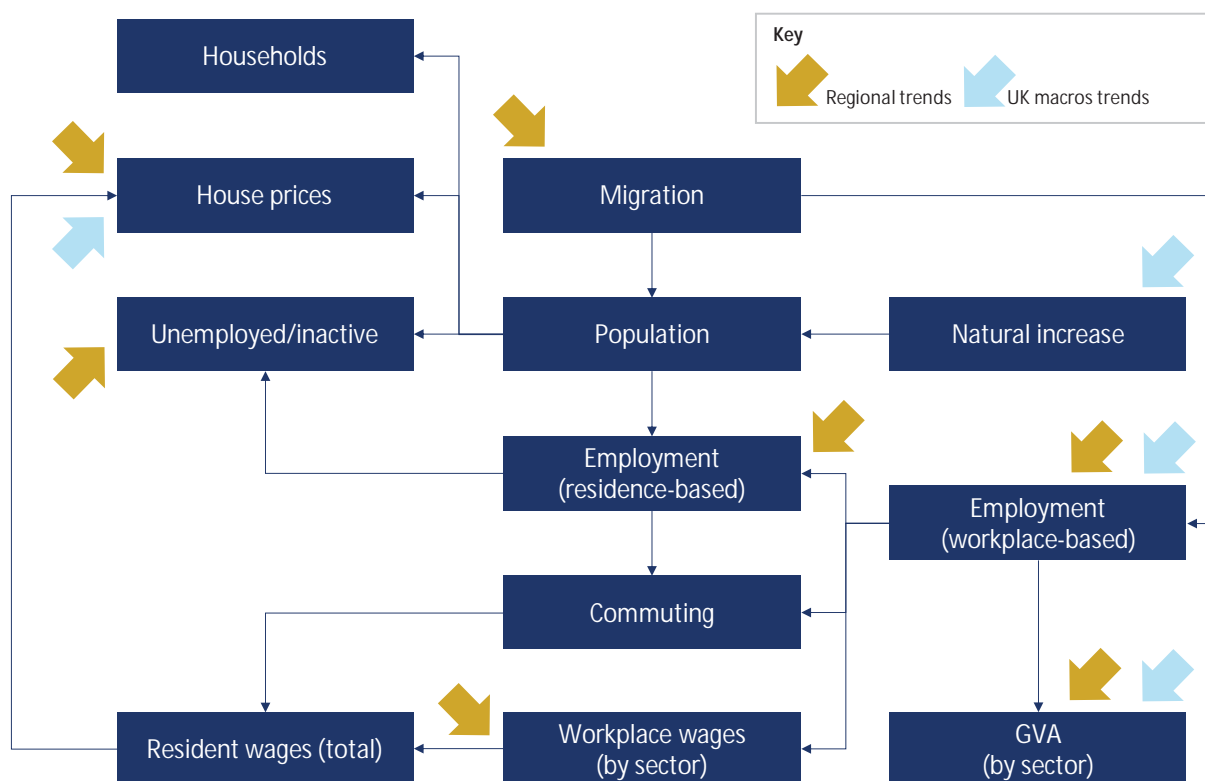 Key
Regional trends
UK macros trends
Households
House prices
Migration
Unemployed/inactive
Population
Natural increase
Employment
(residence-based)
Employment
(workplace-based)
Commuting
Resident wages (total)
Workplace wages
(by sector)
GVA
(by sector)